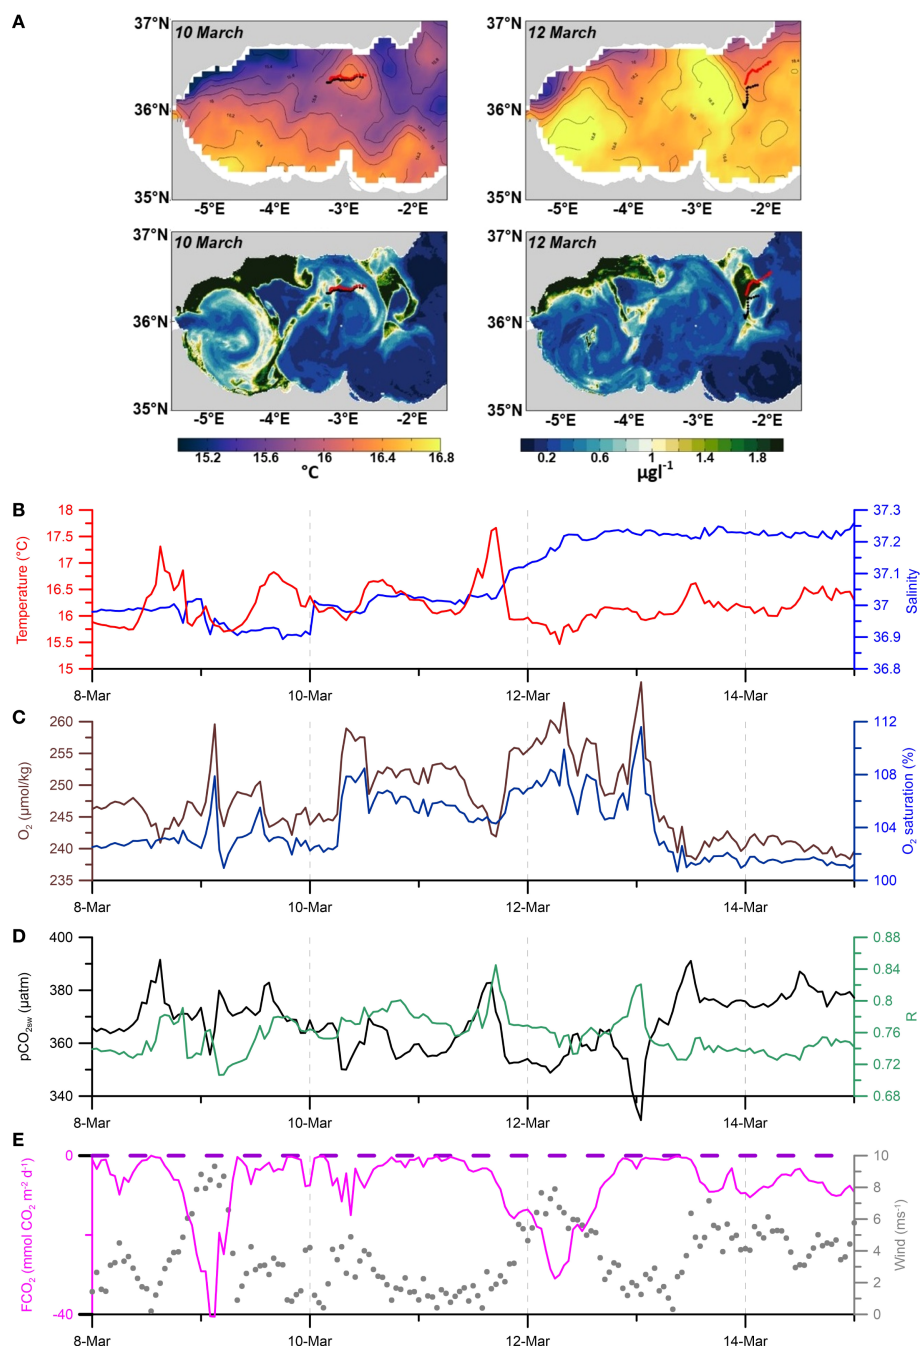 A
37°N
10 March
36°N
35°N
-5°E
-4°E
-3°E
-2°E
37°N
12 March
36°N
35°N
-5°E
-4°E
-3°E
-2°E
37°N
10 March
36°N
35°N
-5°E
-4°E
-3°E
-2°E
37°N
12 March
36°N
35°N
-5°E
-4°E
-3°E
-2°E
15.2
15.6
16
16.4
16.8
°C
0.2
0.6
1
1.4
1.8
µgl⁻¹
B
Temperature (°C)
18
17.5
17
16.5
16
15.5
15
37.3
37.2
37.1
37
36.9
36.8
Salinity
8-Mar
10-Mar
12-Mar
14-Mar
C
O₂ (µmol/kg)
260
255
250
245
240
235
112
108
104
100
O₂ saturation (%)
8-Mar
10-Mar
12-Mar
14-Mar
D
pCO₂sw (µatm)
400
380
360
340
0.88
0.84
0.8
0.76
0.72
0.68
R
8-Mar
10-Mar
12-Mar
14-Mar
E
FCO₂ (mmol CO₂ m⁻² d⁻¹)
0
-40
10
8
6
4
2
0
Wind (ms⁻¹)
8-Mar
10-Mar
12-Mar
14-Mar